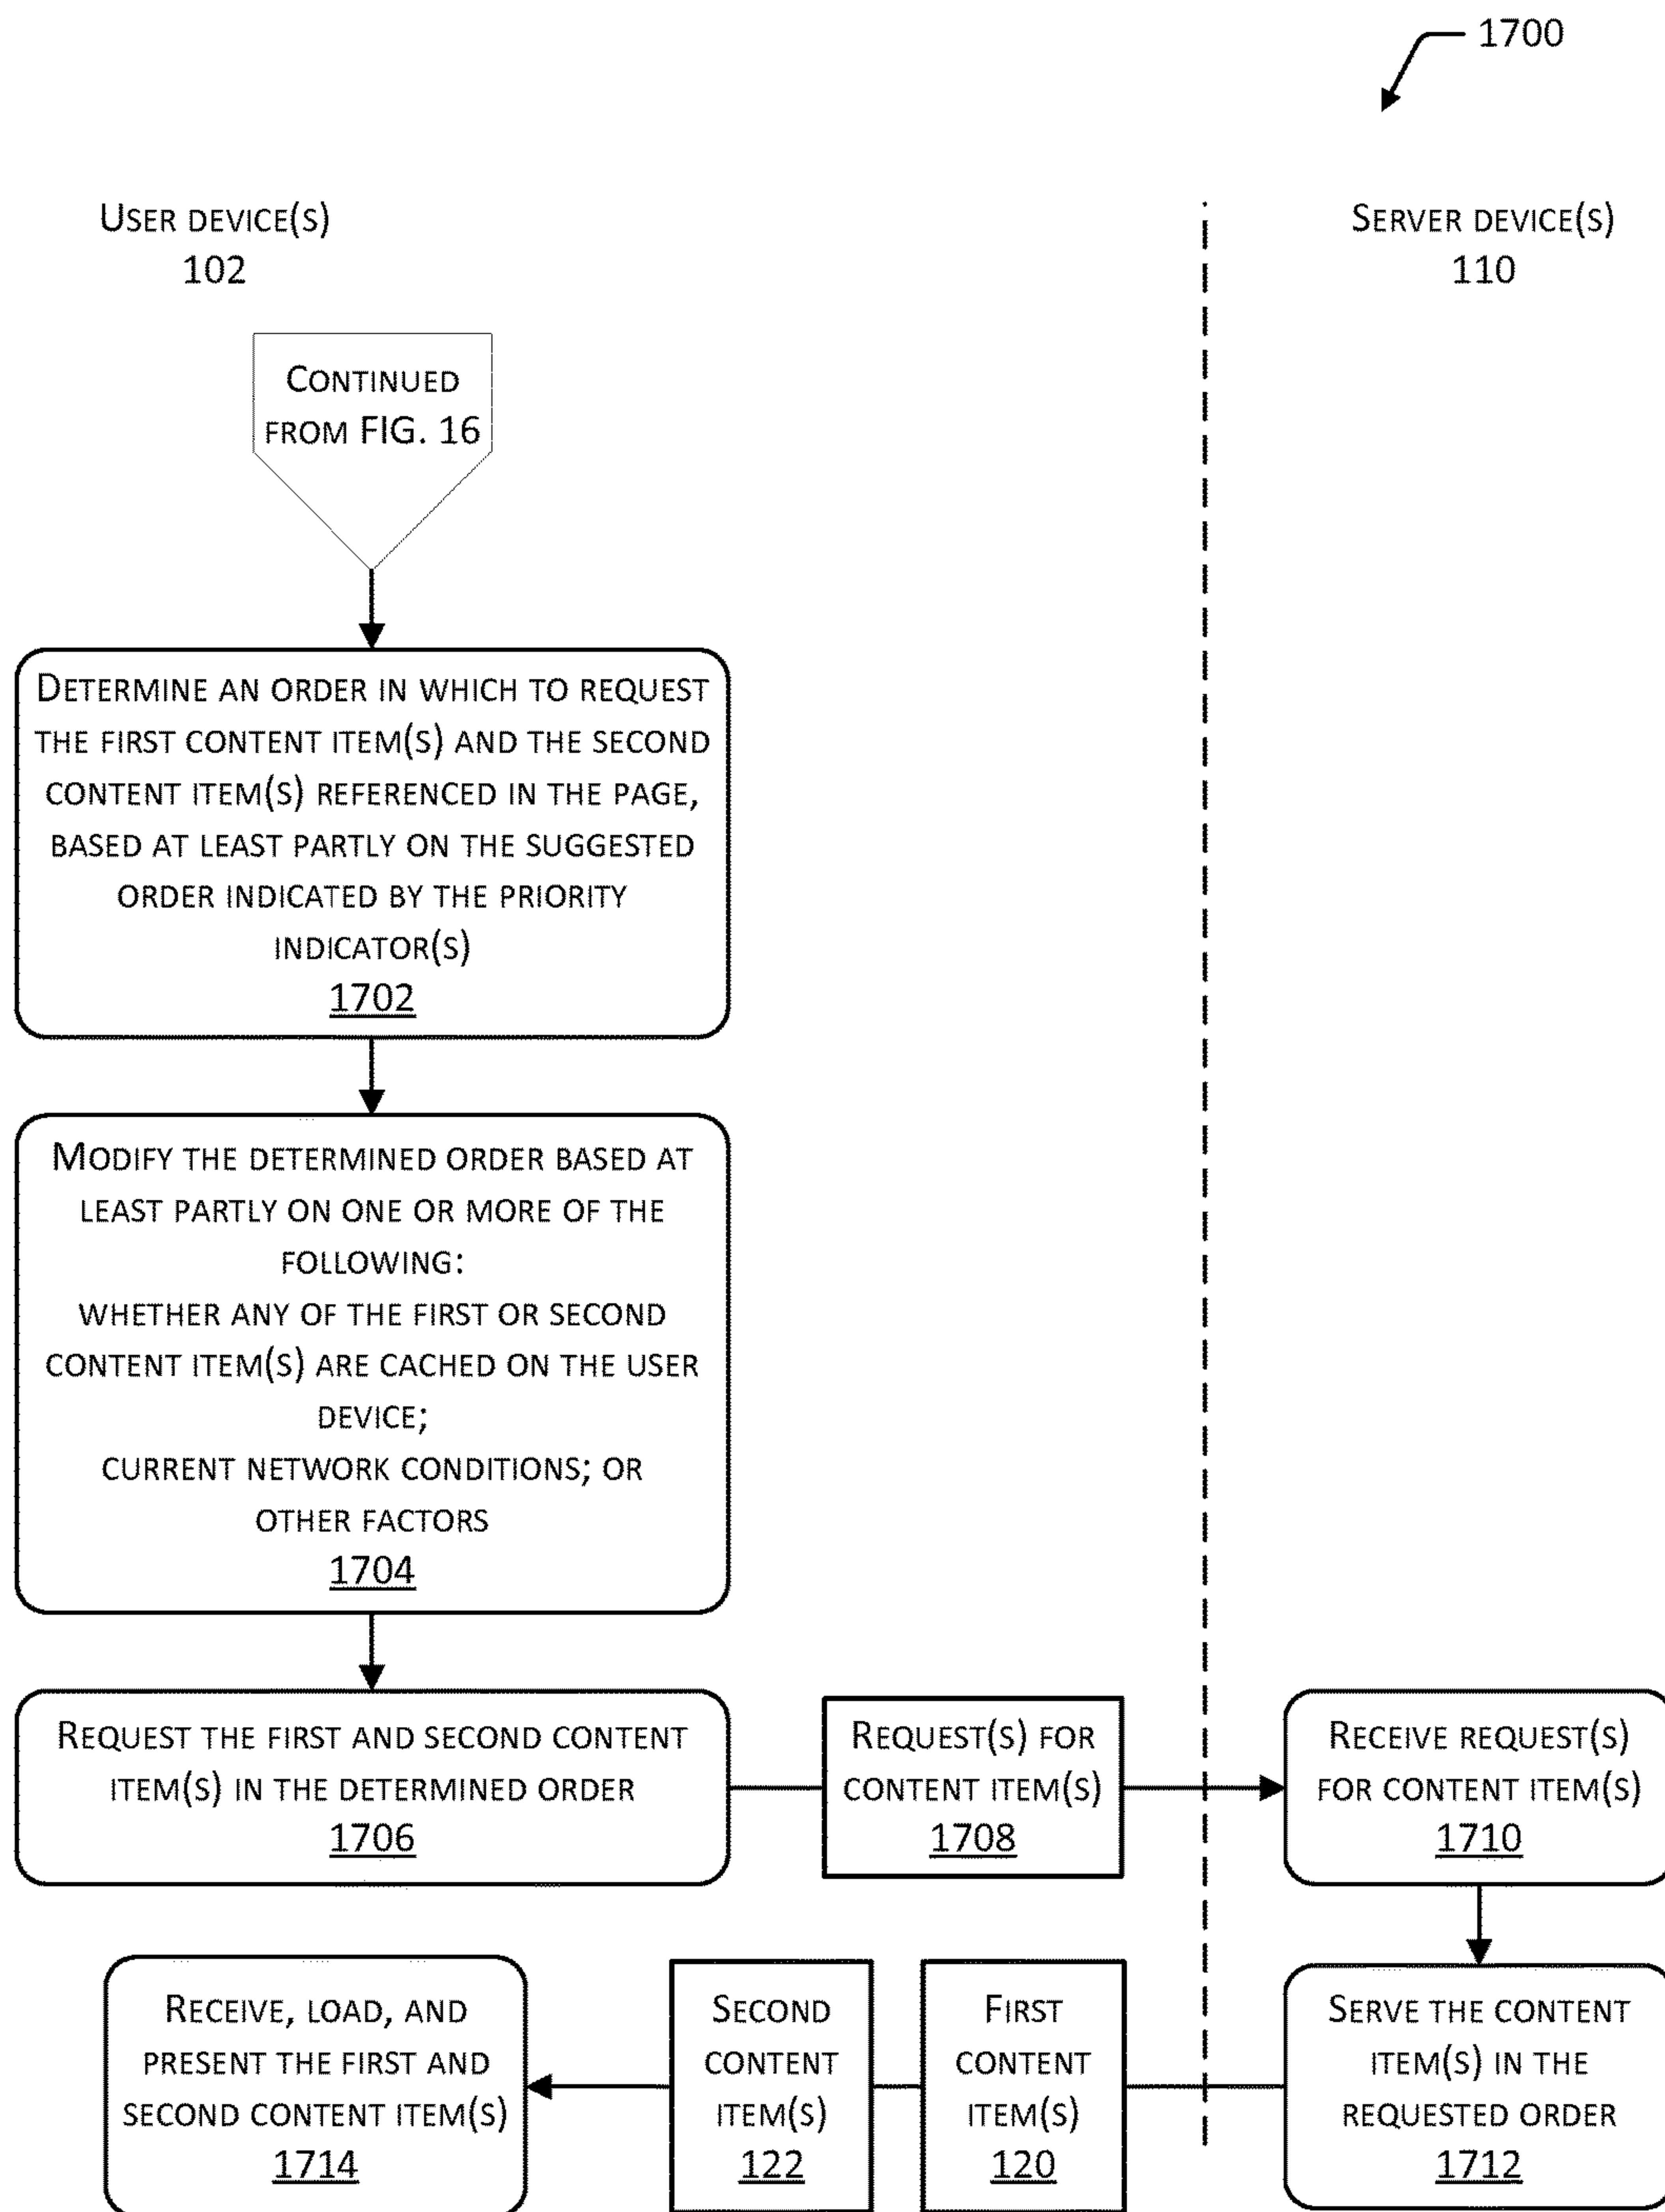 1700
USER DEVICE(S)
102
SERVER DEVICE(S)
110
CONTINUED
FROM FIG. 16
DETERMINE AN ORDER IN WHICH TO REQUEST
THE FIRST CONTENT ITEM(S) AND THE SECOND
CONTENT ITEM(S) REFERENCED IN THE PAGE,
BASED AT LEAST PARTLY ON THE SUGGESTED
ORDER INDICATED BY THE PRIORITY
INDICATOR(S)
1702
MODIFY THE DETERMINED ORDER BASED AT
LEAST PARTLY ON ONE OR MORE OF THE
FOLLOWING:
WHETHER ANY OF THE FIRST OR SECOND
CONTENT ITEM(S) ARE CACHED ON THE USER
DEVICE;
CURRENT NETWORK CONDITIONS; OR
OTHER FACTORS
1704
REQUEST THE FIRST AND SECOND CONTENT
ITEM(S) IN THE DETERMINED ORDER
1706
REQUEST(S) FOR
CONTENT ITEM(S)
1708
RECEIVE REQUEST(S)
FOR CONTENT ITEM(S)
1710
RECEIVE, LOAD, AND
PRESENT THE FIRST AND
SECOND CONTENT ITEM(S)
1714
SECOND
CONTENT
ITEM(S)
122
FIRST
CONTENT
ITEM(S)
120
SERVE THE CONTENT
ITEM(S) IN THE
REQUESTED ORDER
1712